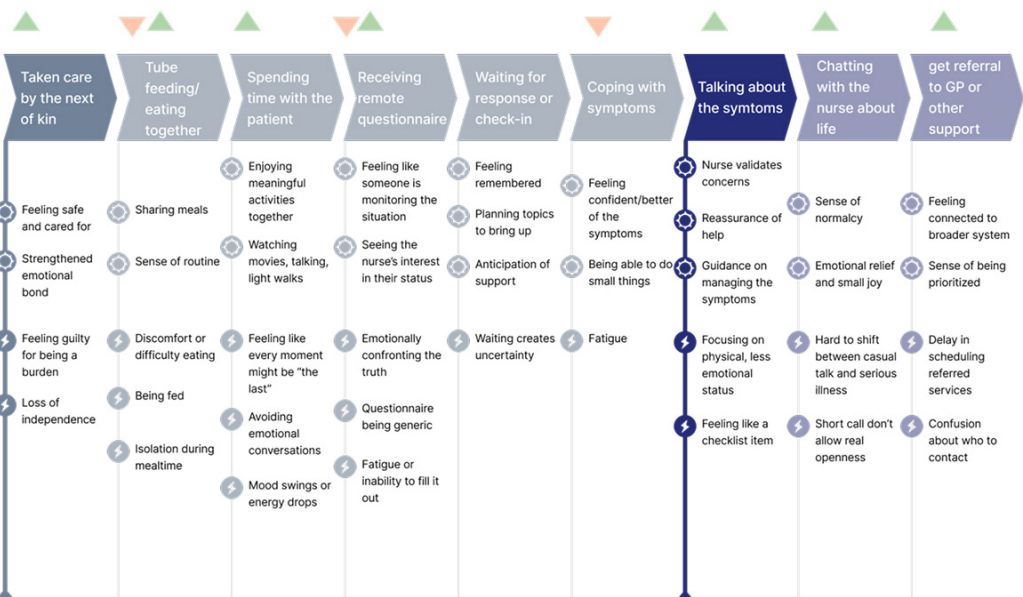 Taken care
by the next
of kin
Tube
feeding/
eating
together
Spending
time with the
patient
Receiving
remote
questionnaire
Waiting for
response or
check-in
Coping with
symptoms
Talking about
the symtoms
Chatting
with the
nurse about
life
get referral
to GP or
other
support
Feeling safe
and cared for
Strengthened
emotional
bond
Feeling guilty
for being a
burden
Loss of
independence
Sharing meals
Sense of routine
Discomfort or
difficulty eating
Being fed
Isolation during
mealtime
Enjoying
meaningful
activities
together
Watching
movies, talking,
light walks
Feeling like
every moment
might be "the
last"
Avoiding
emotional
conversations
Mood swings or
energy drops
Feeling like
someone is
monitoring the
situation
Seeing the
nurse's interest
in their status
Emotionally
confronting the
truth
Questionnaire
being generic
Fatigue or
inability to fill it
out
Feeling
remembered
Planning topics
to bring up
Anticipation of
support
Waiting creates
uncertainty
Feeling
confident/better
of the
symptoms
Being able to do
small things
Fatigue
Nurse validates
concerns
Reassurance of
help
Guidance on
managing the
symptoms
Focusing on
physical, less
emotional
status
Feeling like a
checklist item
Sense of
normalcy
Emotional relief
and small joy
Hard to shift
between casual
talk and serious
illness
Short call don't
allow real
openness
Feeling
connected to
broader system
Sense of being
prioritized
Delay in
scheduling
referred
services
Confusion
about who to
contact